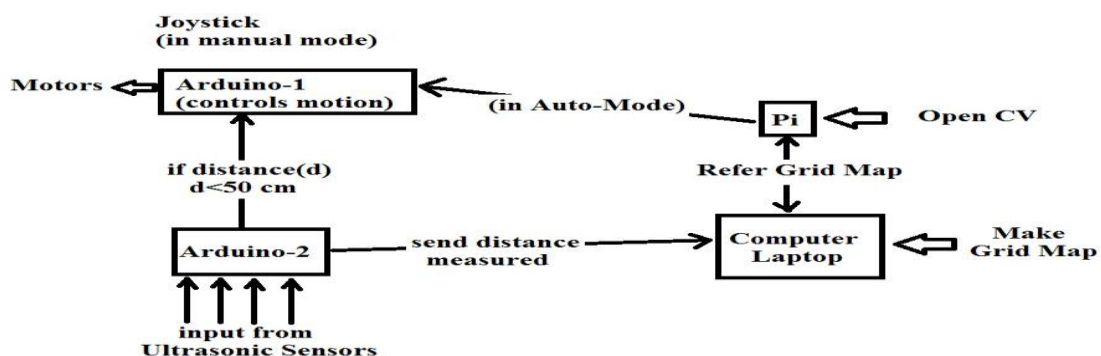 Joystick
(in manual mode)
Motors
Arduino-1
(controls motion)
(in Auto-Mode)
Pi
Open CV
if distance(d)
d<50 cm
Refer Grid Map
Arduino-2
send distance
measured
Computer
Laptop
Make
Grid Map
input from
Ultrasonic Sensors